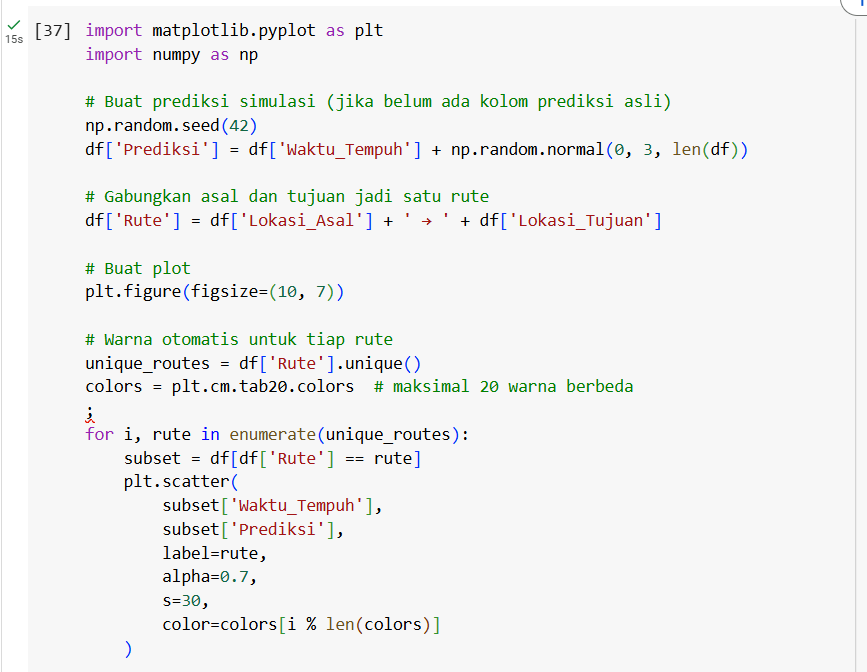 [37] import matplotlib.pyplot as plt
15s
import numpy as np
# Buat prediksi simulasi (jika belum ada kolom prediksi asli)
np.random.seed(42)
df['Prediksi'] = df['Waktu_Tempuh'] + np.random.normal(0, 3, len(df))
# Gabungkan asal dan tujuan jadi satu rute
df['Rute'] = df['Lokasi_Asal'] + ' → ' + df['Lokasi_Tujuan']
# Buat plot
plt.figure(figsize=(10, 7))
# Warna otomatis untuk tiap rute
unique_routes = df['Rute'].unique()
colors = plt.cm.tab20.colors  # maksimal 20 warna berbeda
;
for i, rute in enumerate(unique_routes):
    subset = df[df['Rute'] == rute]
    plt.scatter(
        subset['Waktu_Tempuh'],
        subset['Prediksi'],
        label=rute,
        alpha=0.7,
        s=30,
        color=colors[i % len(colors)]
    )